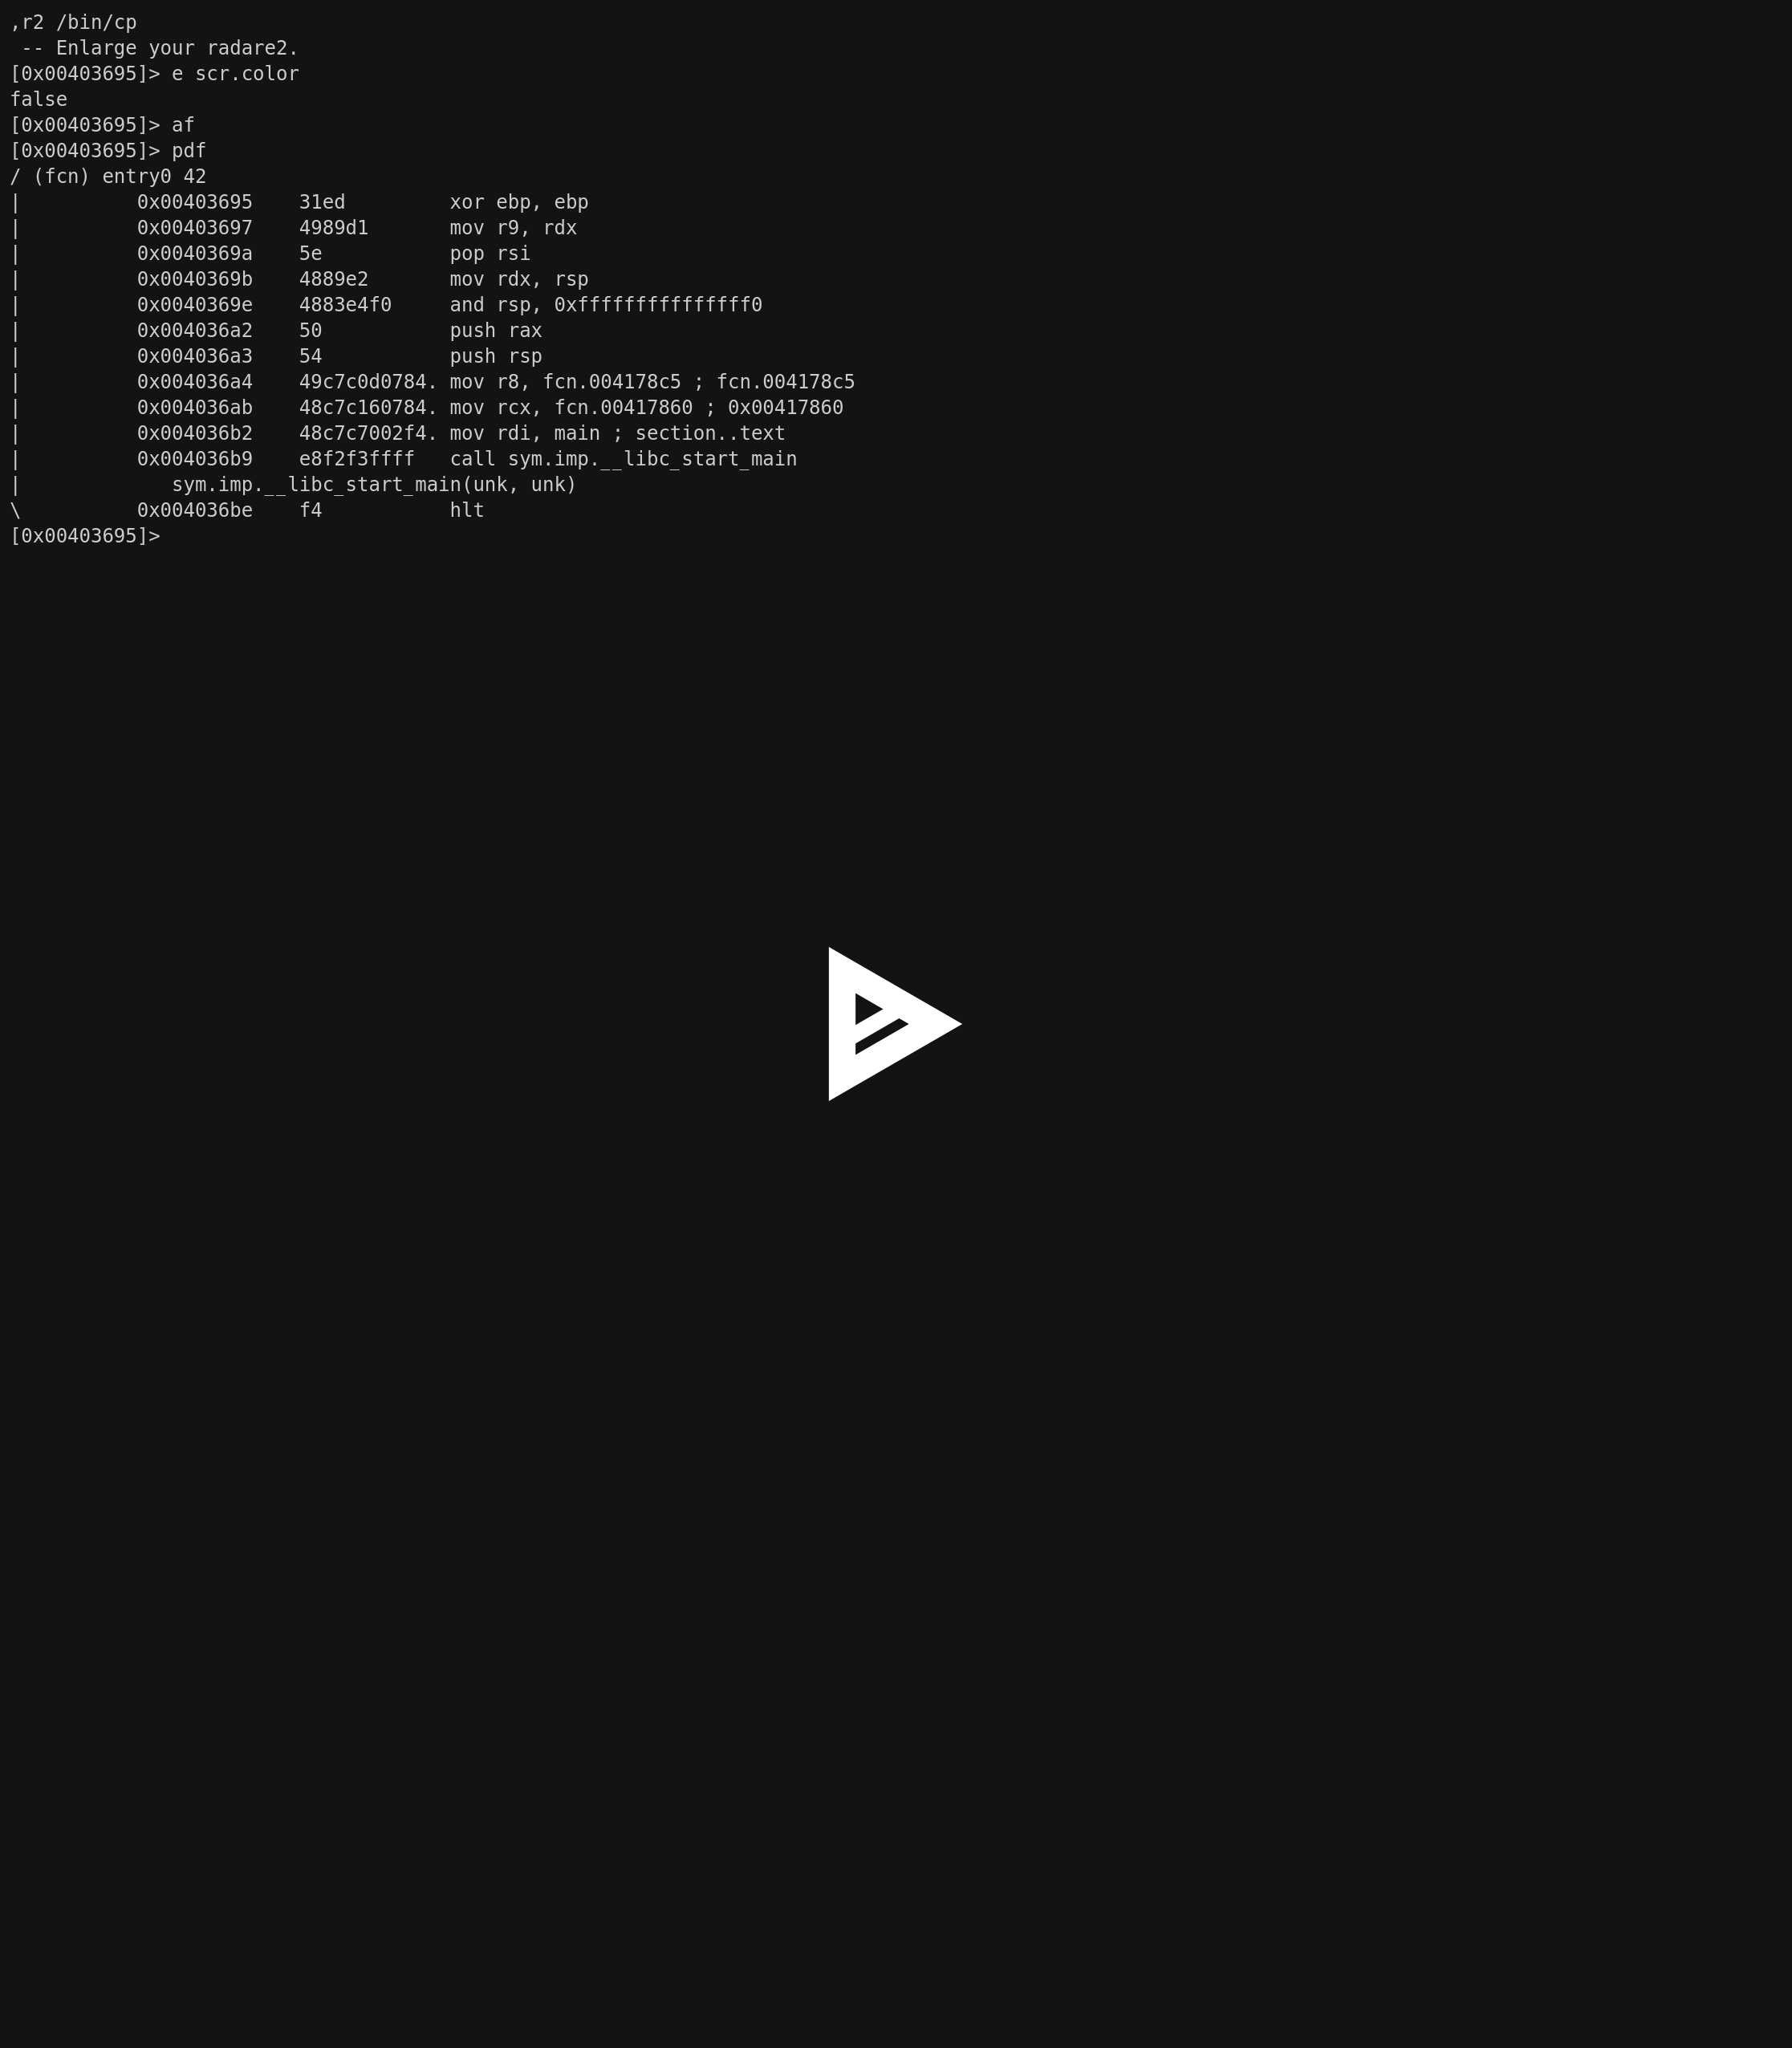 ,r2 /bin/cp
 -- Enlarge your radare2.
[0x00403695]> e scr.color
false
[0x00403695]> af
[0x00403695]> pdf
/ (fcn) entry0 42
|          0x00403695    31ed         xor ebp, ebp
|          0x00403697    4989d1       mov r9, rdx
|          0x0040369a    5e           pop rsi
|          0x0040369b    4889e2       mov rdx, rsp
|          0x0040369e    4883e4f0     and rsp, 0xfffffffffffffff0
|          0x004036a2    50           push rax
|          0x004036a3    54           push rsp
|          0x004036a4    49c7c0d0784. mov r8, fcn.004178c5 ; fcn.004178c5
|          0x004036ab    48c7c160784. mov rcx, fcn.00417860 ; 0x00417860
|          0x004036b2    48c7c7002f4. mov rdi, main ; section..text
|          0x004036b9    e8f2f3ffff   call sym.imp.__libc_start_main
|             sym.imp.__libc_start_main(unk, unk)
\          0x004036be    f4           hlt
[0x00403695]>